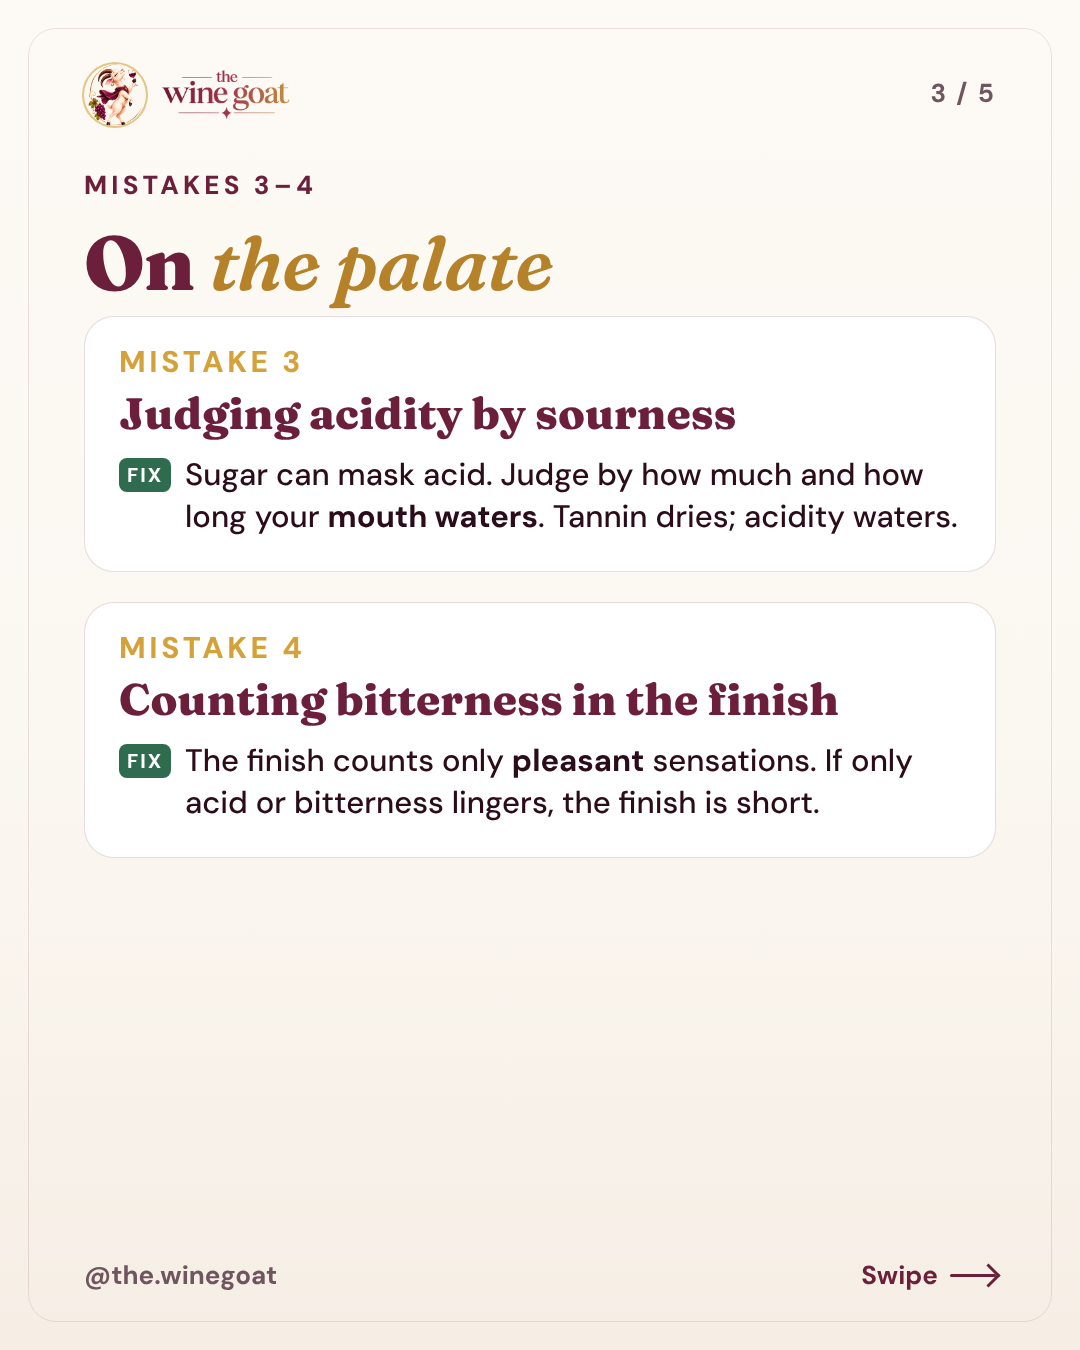 the
wine goat
3 / 5
MISTAKES 3–4
On the palate
MISTAKE 3
Judging acidity by sourness
FIX Sugar can mask acid. Judge by how much and how
long your mouth waters. Tannin dries; acidity waters.
MISTAKE 4
Counting bitterness in the finish
FIX The finish counts only pleasant sensations. If only
acid or bitterness lingers, the finish is short.
@the.winegoat
Swipe